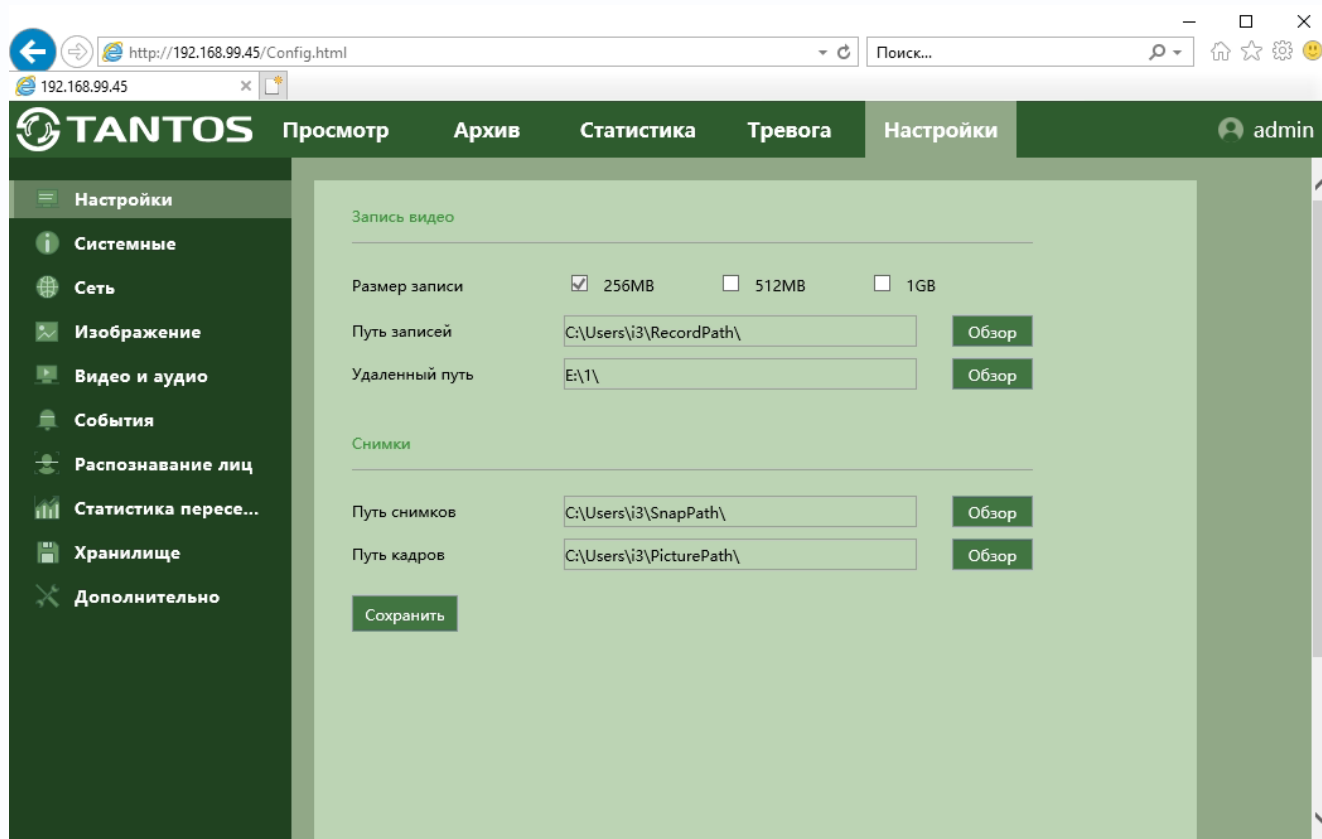 http://192.168.99.45/Config.html Поиск...
192.168.99.45
TANTOS Просмотр Архив Статистика Тревога Настройки admin
Настройки
Системные
Сеть
Изображение
Видео и аудио
События
Распознавание лиц
Статистика пересе...
Хранилище
Дополнительно
Запись видео
Размер записи 256MB 512MB 1GB
Путь записей C:\Users\i3\RecordPath\ Обзор
Удаленный путь E:\1\ Обзор
Снимки
Путь снимков C:\Users\i3\SnapPath\ Обзор
Путь кадров C:\Users\i3\PicturePath\ Обзор
Сохранить